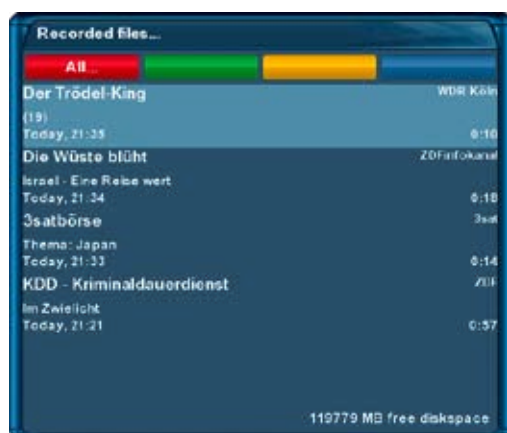 Recorded files...
All...
Der Trödel-King WDR Köln
(19)
Today, 21:35 0:10
Die Wüste blüht ZDFinfokanal
Israel - Eine Reise wert
Today, 21:34 0:18
3satbörse 3sat
Thema: Japan
Today, 21:33 0:14
KDD - Kriminaldauerdienst ZDF
Im Zwielicht
Today, 21:21 0:57
119779 MB free diskspace